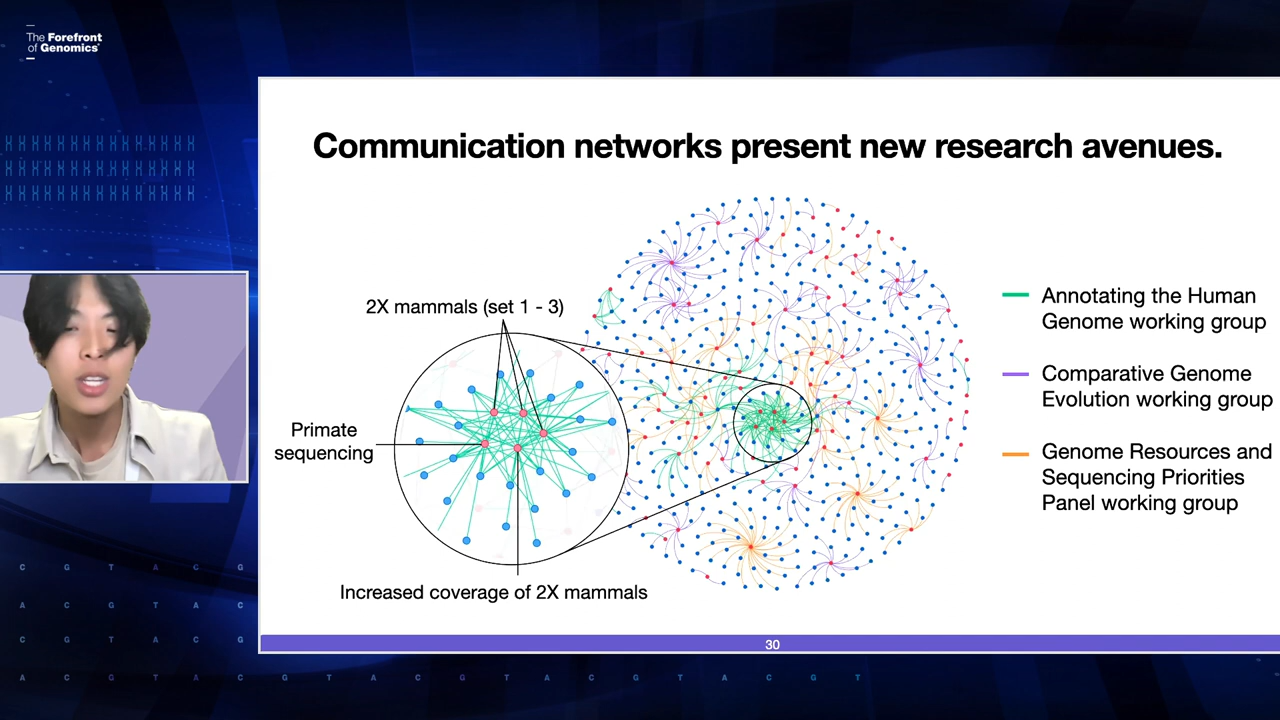 The Forefront
of Genomics®
Communication networks present new research avenues.
2X mammals (set 1 - 3)
Primate
sequencing
Increased coverage of 2X mammals
Annotating the Human
Genome working group
Comparative Genome
Evolution working group
Genome Resources and
Sequencing Priorities
Panel working group
30
C G T A C G
A C G T A C
C G T A C G
A C G T A C G T A C G T A C G T A C G T